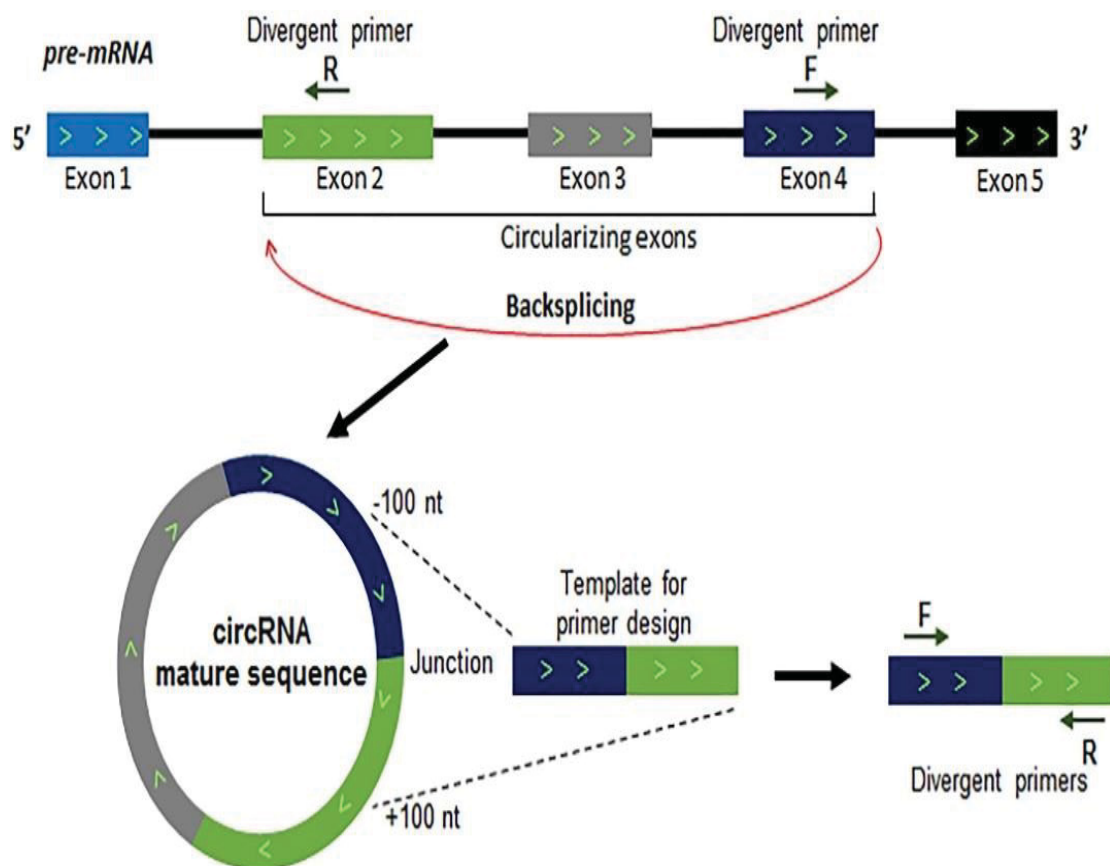 pre-mRNA
Divergent primer
R
Divergent primer
F
5'
> > >
> > > >
> > >
> > >
> > >
3'
Exon 1
Exon 2
Exon 3
Exon 4
Exon 5
Circularizing exons
Backsplicing
-100 nt
circRNA
mature sequence
Junction
+100 nt
Template for
primer design
> > > >
F
> > > >
R
Divergent primers